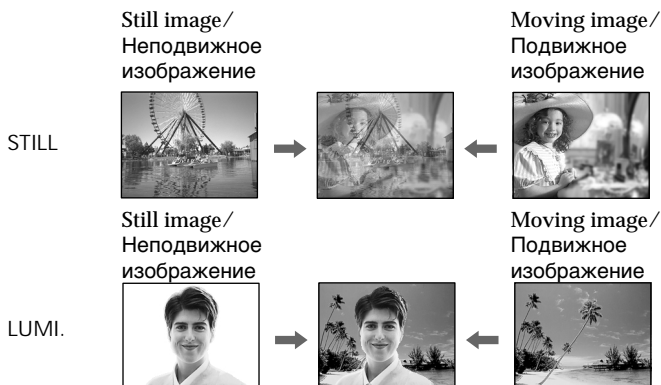 Still image/
Неподвижное
изображение
Moving image/
Подвижное
изображение
STILL
Still image/
Неподвижное
изображение
Moving image/
Подвижное
изображение
LUMI.